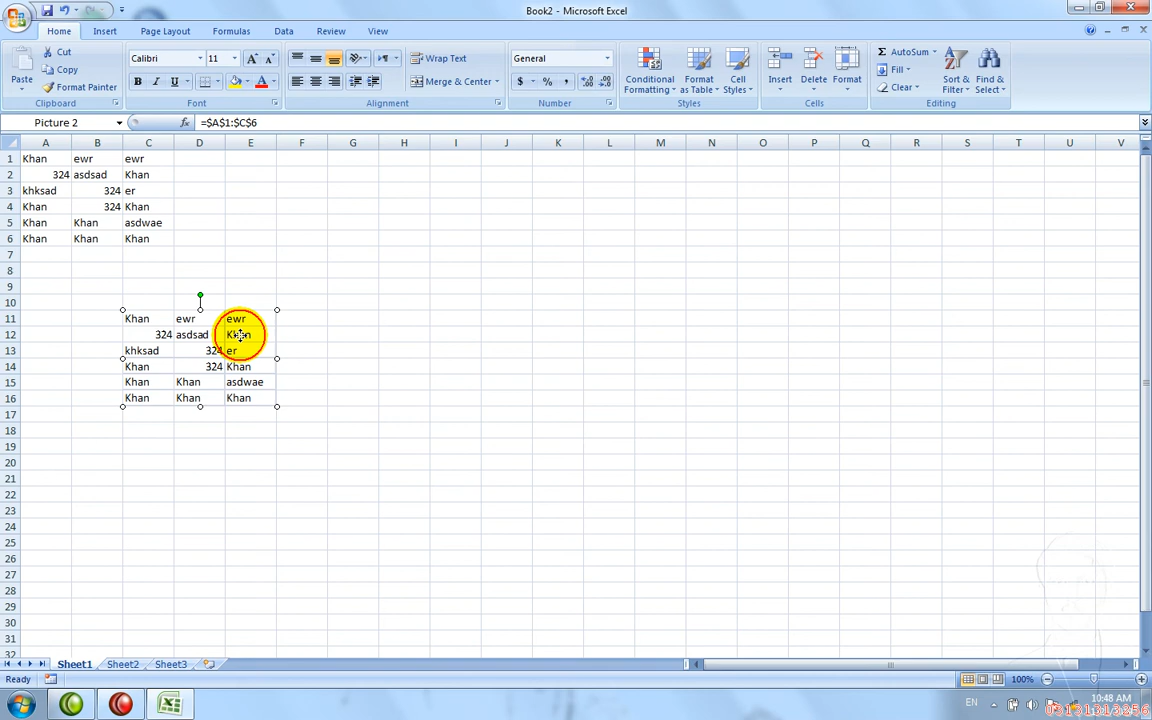 Book2 - Microsoft Excel
Home Insert Page Layout Formulas Data Review View
Cut Calibri 11 Wrap Text General AutoSum
Paste Copy Fill Sort & Filter Find & Select
Format Painter B I U Merge & Center $ % , Conditional Formatting Format as Table Cell Styles Insert Delete Format Clear
Clipboard Font Alignment Number Styles Cells Editing
Picture 2 fx =$A$1:$C$6
A B C D E F G H I J K L M N O P Q R S T U V
1 Khan ewr ewr
2 324 asdsad Khan
3 khksad 324 er
4 Khan 324 Khan
5 Khan Khan asdwae
6 Khan Khan Khan
7
8
9
10
11 Khan ewr ewr
12 324 asdsad Khan
13 khksad 324 er
14 Khan 324 Khan
15 Khan Khan asdwae
16 Khan Khan Khan
17
18
19
20
21
22
23
24
25
26
27
28
29
30
31
32
Sheet1 Sheet2 Sheet3
Ready 100%
EN 10:48 AM